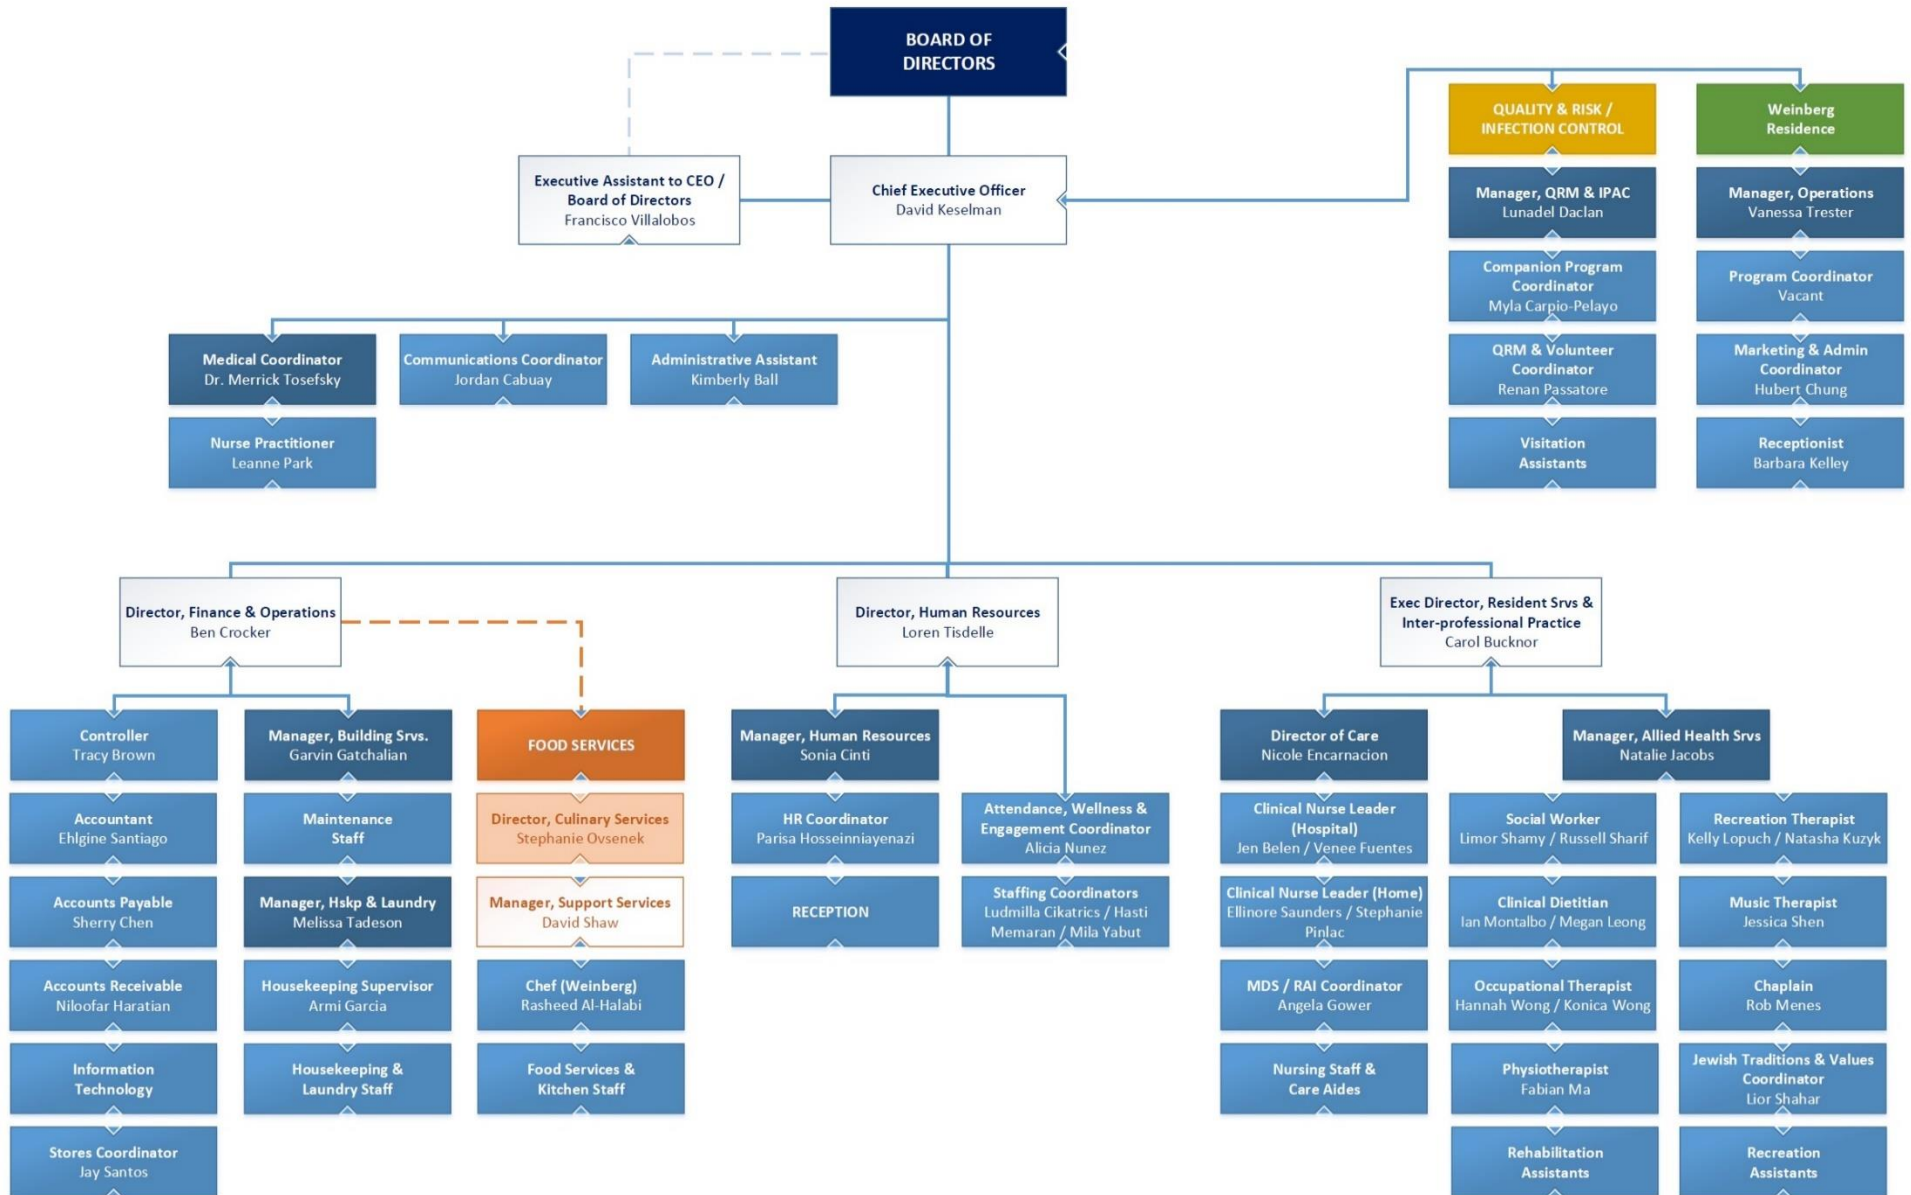 BOARD OF
DIRECTORS
Executive Assistant to CEO /
Board of Directors
Francisco Villalobos
Chief Executive Officer
David Keselman
QUALITY & RISK /
INFECTION CONTROL
Manager, QRM & IPAC
Lunadel Daclan
Companion Program
Coordinator
Myla Carpio-Pelayo
QRM & Volunteer
Coordinator
Renan Passatore
Visitation
Assistants
Weinberg
Residence
Manager, Operations
Vanessa Trester
Program Coordinator
Vacant
Marketing & Admin
Coordinator
Hubert Chung
Receptionist
Barbara Kelley
Medical Coordinator
Dr. Merrick Tosefsky
Nurse Practitioner
Leanne Park
Communications Coordinator
Jordan Cabuay
Administrative Assistant
Kimberly Ball
Director, Finance & Operations
Ben Crocker
Controller
Tracy Brown
Accountant
Ehlgine Santiago
Accounts Payable
Sherry Chen
Accounts Receivable
Niloofar Haratian
Information
Technology
Stores Coordinator
Jay Santos
Manager, Building Srvs.
Garvin Gatchalian
Maintenance
Staff
Manager, Hskp & Laundry
Melissa Tadeson
Housekeeping Supervisor
Armi Garcia
Housekeeping &
Laundry Staff
FOOD SERVICES
Director, Culinary Services
Stephanie Ovsenek
Manager, Support Services
David Shaw
Chef (Weinberg)
Rasheed Al-Halabi
Food Services &
Kitchen Staff
Director, Human Resources
Loren Tisdelle
Manager, Human Resources
Sonia Cinti
HR Coordinator
Parisa Hosseinniayenazi
RECEPTION
Attendance, Wellness &
Engagement Coordinator
Alicia Nunez
Staffing Coordinators
Ludmilla Cikatrics / Hasti
Memaran / Mila Yabut
Exec Director, Resident Srvs &
Inter-professional Practice
Carol Bucknor
Director of Care
Nicole Encarnacion
Clinical Nurse Leader
(Hospital)
Jen Belen / Venee Fuentes
Clinical Nurse Leader (Home)
Ellinore Saunders / Stephanie
Pinlac
MDS / RAI Coordinator
Angela Gower
Nursing Staff &
Care Aides
Manager, Allied Health Srvs
Natalie Jacobs
Social Worker
Limor Shamy / Russell Sharif
Clinical Dietitian
Ian Montalbo / Megan Leong
Occupational Therapist
Hannah Wong / Konica Wong
Physiotherapist
Fabian Ma
Rehabilitation
Assistants
Recreation Therapist
Kelly Lopuch / Natasha Kuzyk
Music Therapist
Jessica Shen
Chaplain
Rob Menes
Jewish Traditions & Values
Coordinator
Lior Shahar
Recreation
Assistants